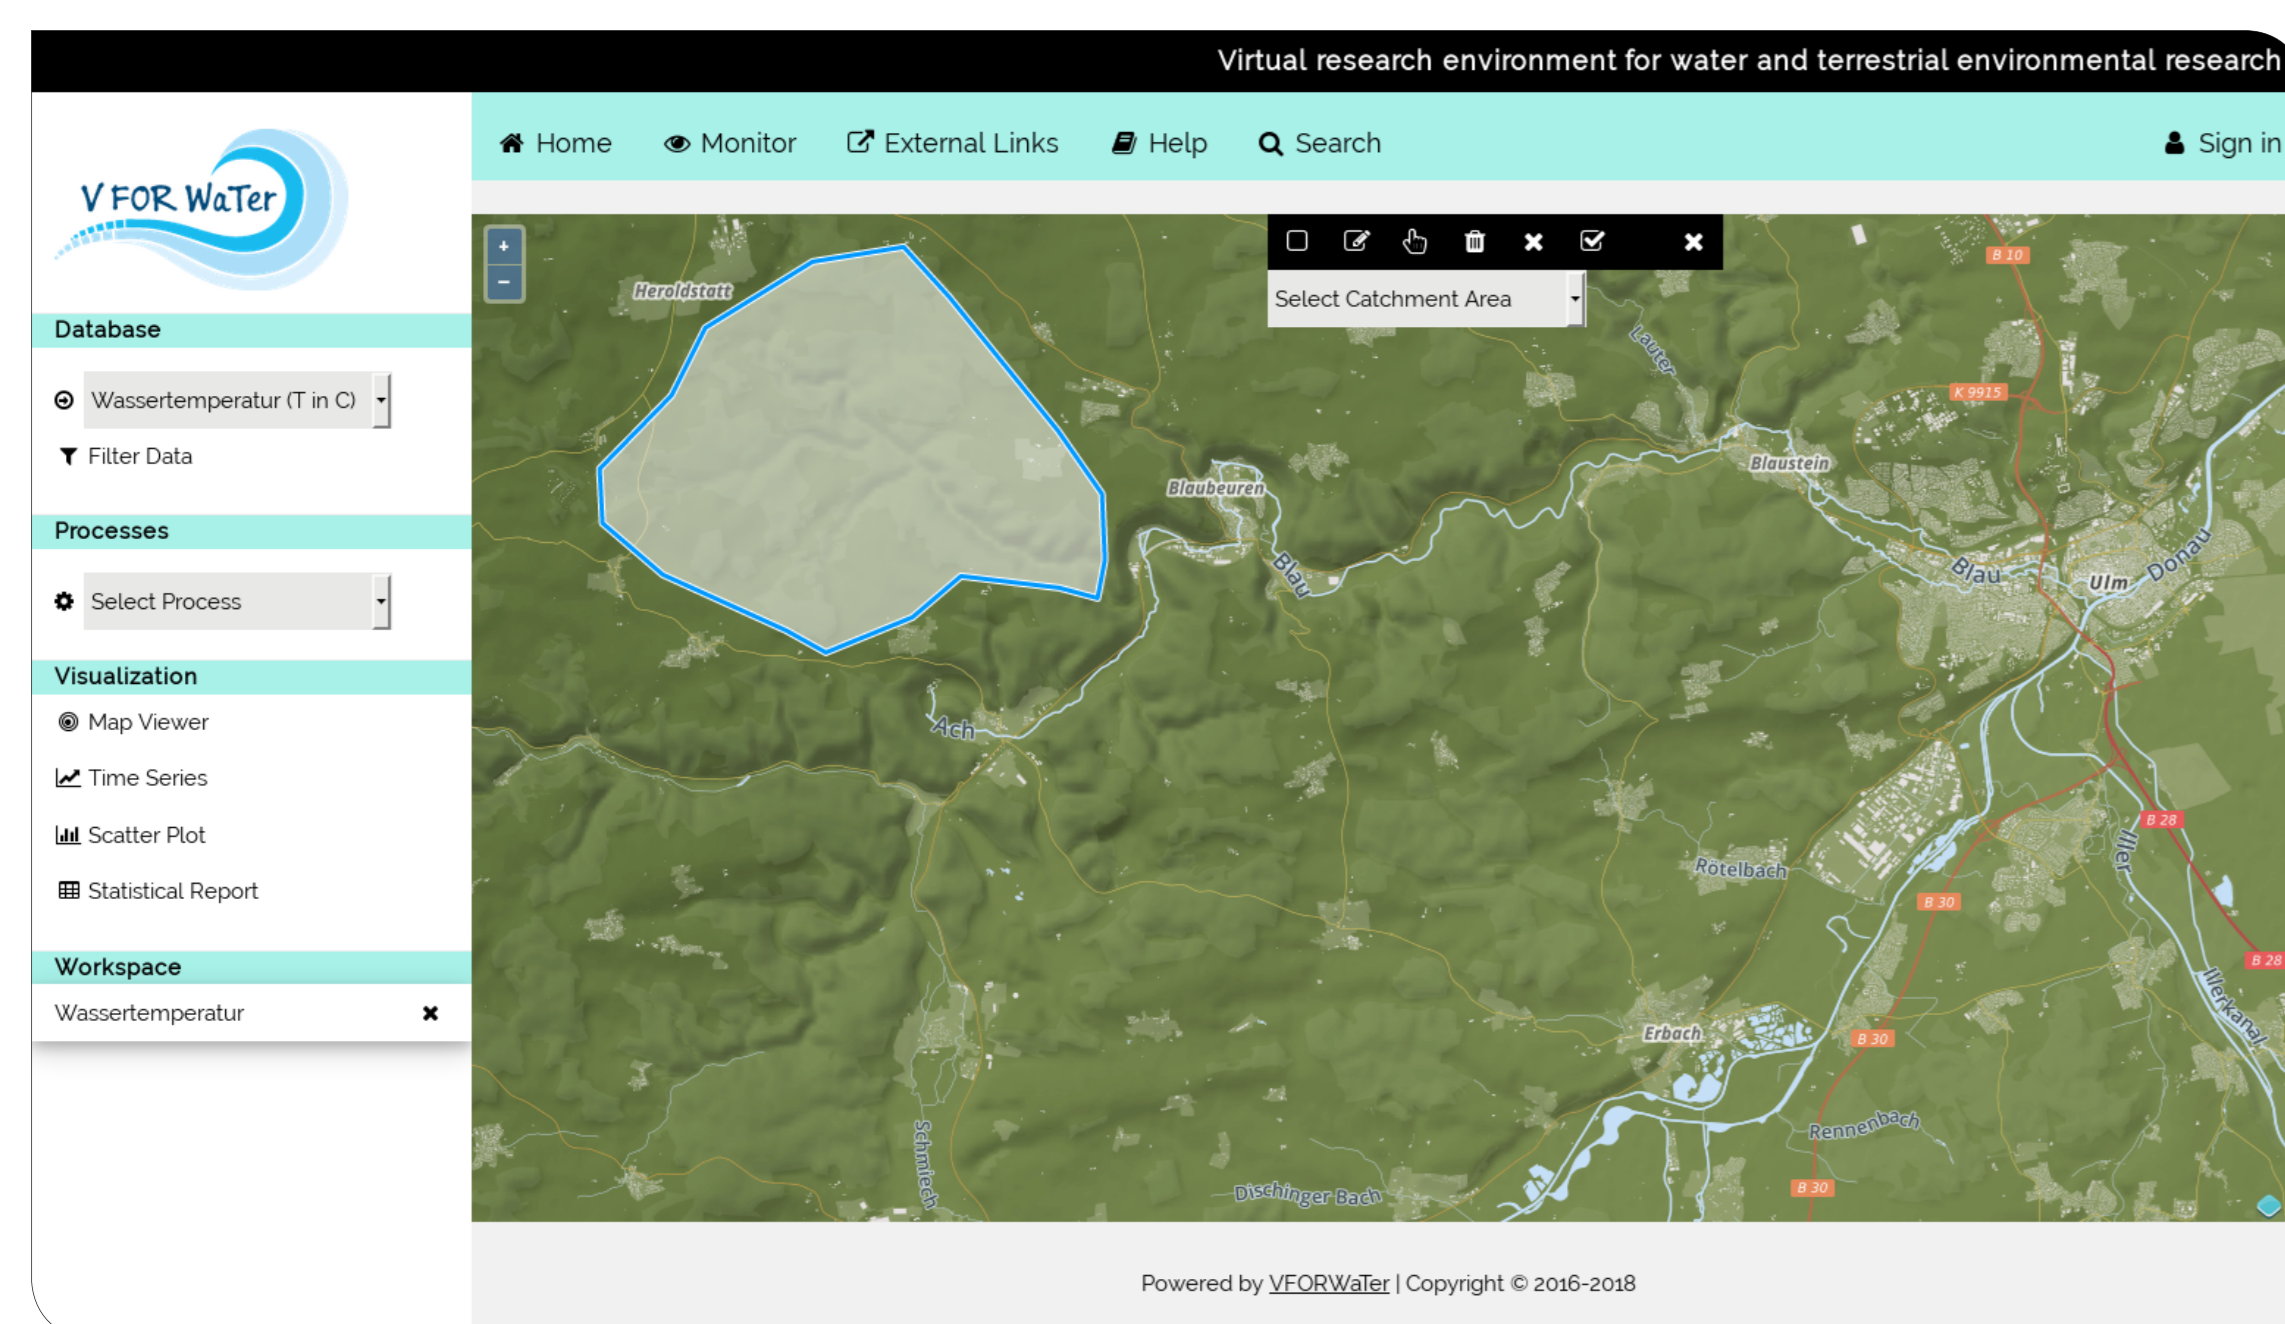 Virtual research environment for water and terrestrial environmental research
V FOR WaTer
Home Monitor External Links Help Search Sign in
Database
Wassertemperatur (T in C)
Filter Data
Processes
Select Process
Visualization
Map Viewer
Time Series
Scatter Plot
Statistical Report
Workspace
Wassertemperatur
+
−
Select Catchment Area
Heroldstatt
B 10
Lauter
K 9915
Blaustein
Blaubeuren
Blau
Blau
Ulm
Donau
Ach
B 28
Iller
Rötelbach
B 30
B 28
Illerkanal
Erbach
B 30
Schmiech
Rennenbach
Dischinger Bach
B 30
Powered by VFORWaTer | Copyright © 2016-2018